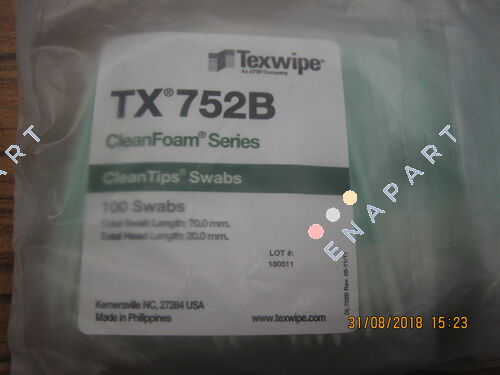 Texwipe®
An ITW Company
TX® 752B
CleanFoam® Series
CleanTips® Swabs
100 Swabs
Total Swab Length: 70.0 mm.
Total Head Length: 20.0 mm.
LOT #:
180511
Kernersville NC, 27284 USA
Made in Philippines
www.texwipe.com
ENAPART
ENAPART
31/08/2018 15:23